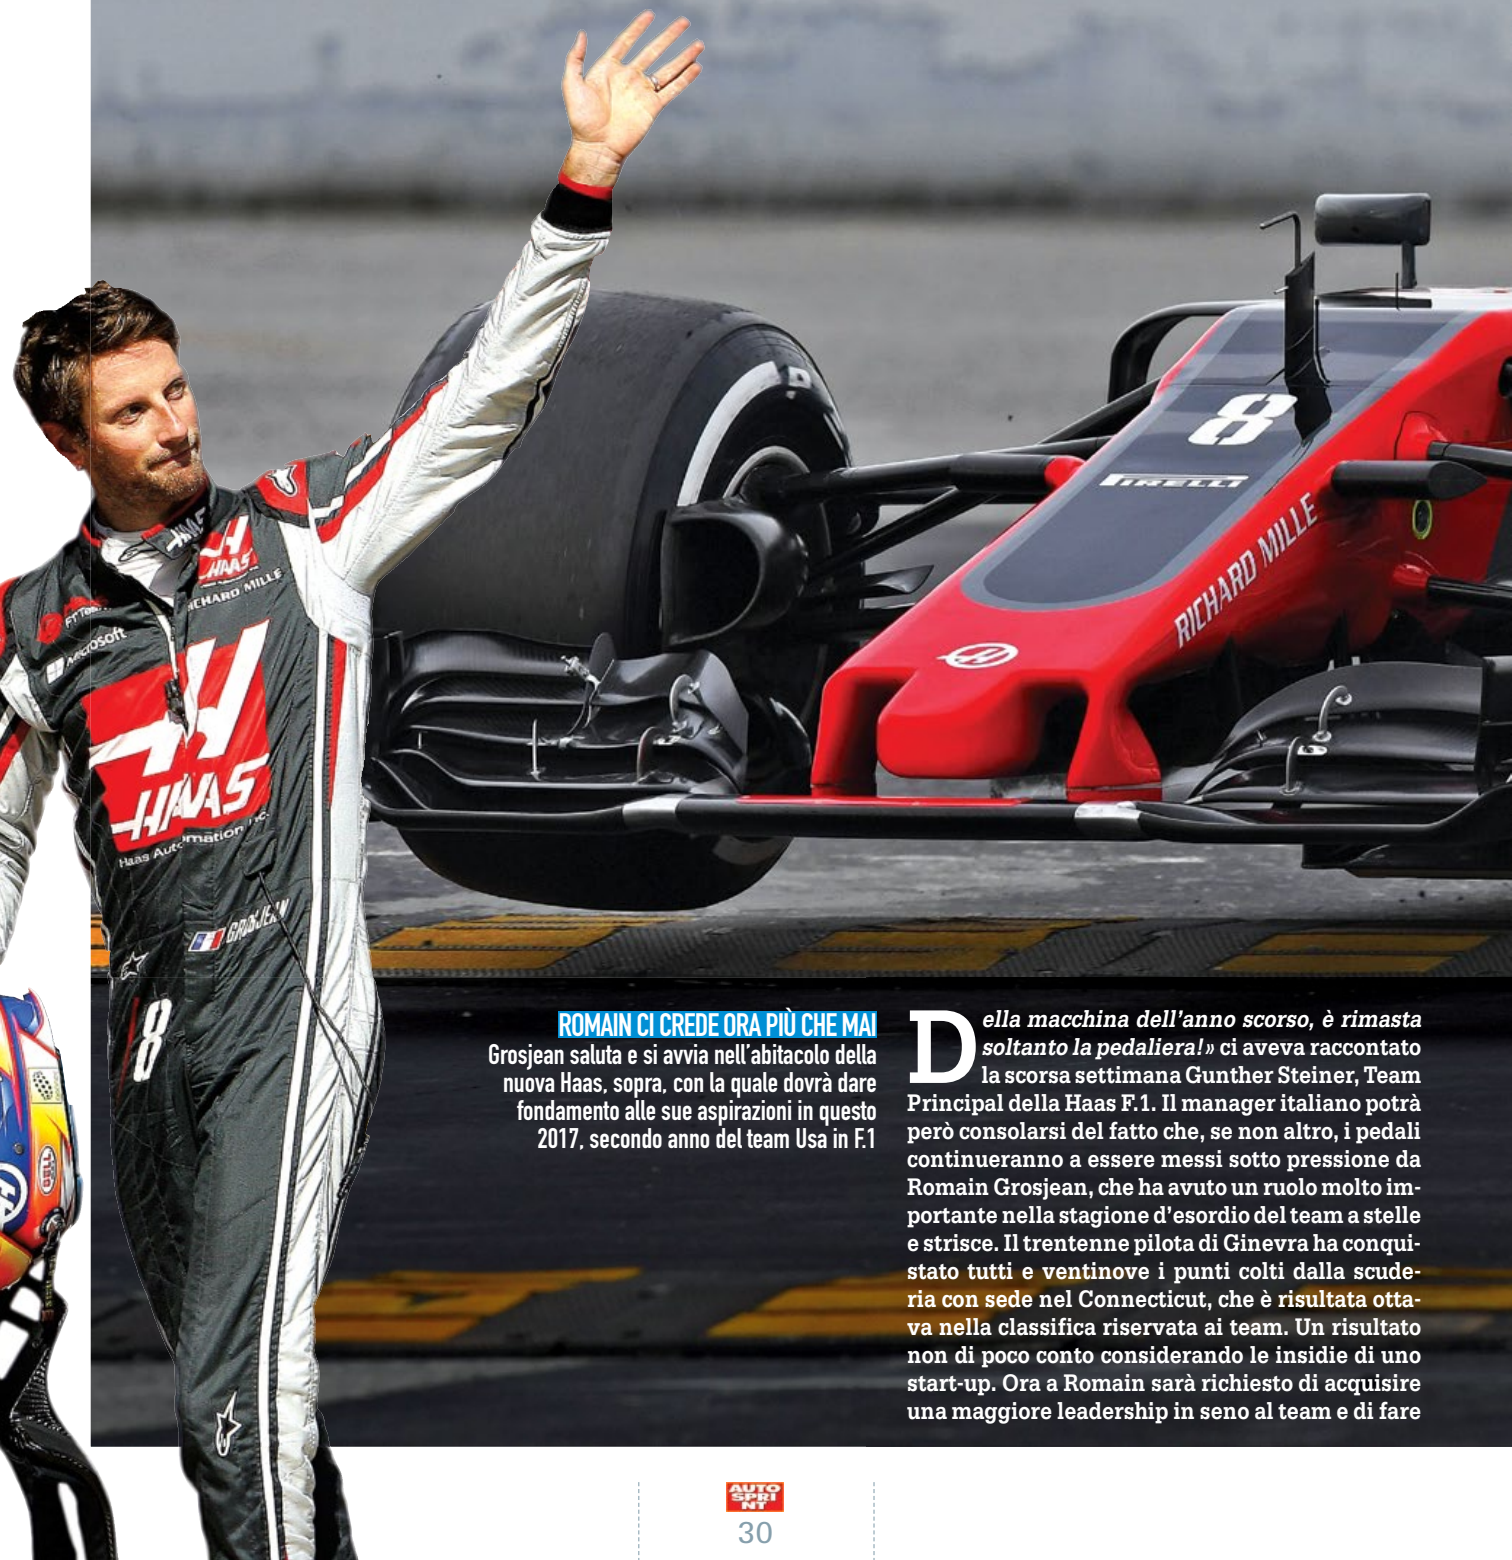 8
PIRELLI
RICHARD MILLE
HAAS
HAAS
RICHARD MILLE
Microsoft
HAAS
Haas Automation Inc.
GROSJEAN
8
BELL
ROMAIN CI CREDE ORA PIÙ CHE MAI
Grosjean saluta e si avvia nell'abitacolo della
nuova Haas, sopra, con la quale dovrà dare
fondamento alle sue aspirazioni in questo
2017, secondo anno del team Usa in F.1
Della macchina dell'anno scorso, è rimasta
soltanto la pedaliera!» ci aveva raccontato
la scorsa settimana Gunther Steiner, Team
Principal della Haas F.1. Il manager italiano potrà
però consolarsi del fatto che, se non altro, i pedali
continueranno a essere messi sotto pressione da
Romain Grosjean, che ha avuto un ruolo molto im-
portante nella stagione d'esordio del team a stelle
e strisce. Il trentenne pilota di Ginevra ha conqui-
stato tutti e ventinove i punti colti dalla scude-
ria con sede nel Connecticut, che è risultata otta-
va nella classifica riservata ai team. Un risultato
non di poco conto considerando le insidie di uno
start-up. Ora a Romain sarà richiesto di acquisire
una maggiore leadership in seno al team e di fare
AUTO
SPRI
NT
30